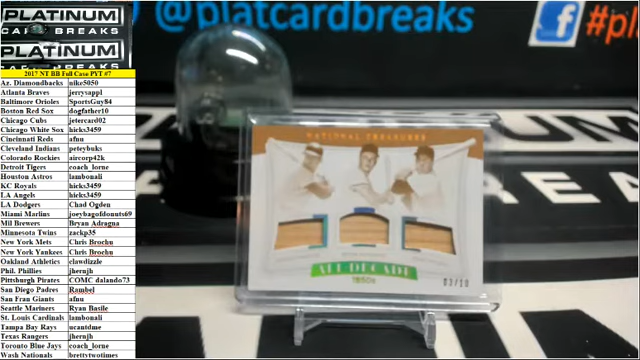 PLATINUM
CARD BREAKS
PLATINUM
@platcardbreaks
#pla
2017 NT BB Full Case PYT #7
Az. Diamondbacks nike5050
Atlanta Braves jerrysappl
Baltimore Orioles SportsGuy84
Boston Red Sox dogfather10
Chicago Cubs jetercard02
Chicago White Sox hicks3459
Cincinnati Reds afnu
Cleveland Indians peteybuks
Colorado Rockies aircorp42k
Detroit Tigers coach_lorne
Houston Astros lambonali
KC Royals hicks3459
LA Angels hicks3459
LA Dodgers Chad Ogden
Miami Marlins joeybagofdonuts69
Mil Brewers Bryan Adragna
Minnesota Twins zackp35
New York Mets Chris Brochu
New York Yankees Chris Brochu
Oakland Athletics clawdizzle
Phil. Phillies jhernjh
Pittsburgh Pirates COMC dalando73
San Diego Padres Rambel
San Fran Giants afnu
Seattle Mariners Ryan Basile
St. Louis Cardinals lambonali
Tampa Bay Rays ucantdme
Texas Rangers jhernjh
Toronto Blue Jays coach_lorne
Wash Nationals brettytwotimes
NATIONAL TREASURES
ALL DECADE
TRIOS
03/10